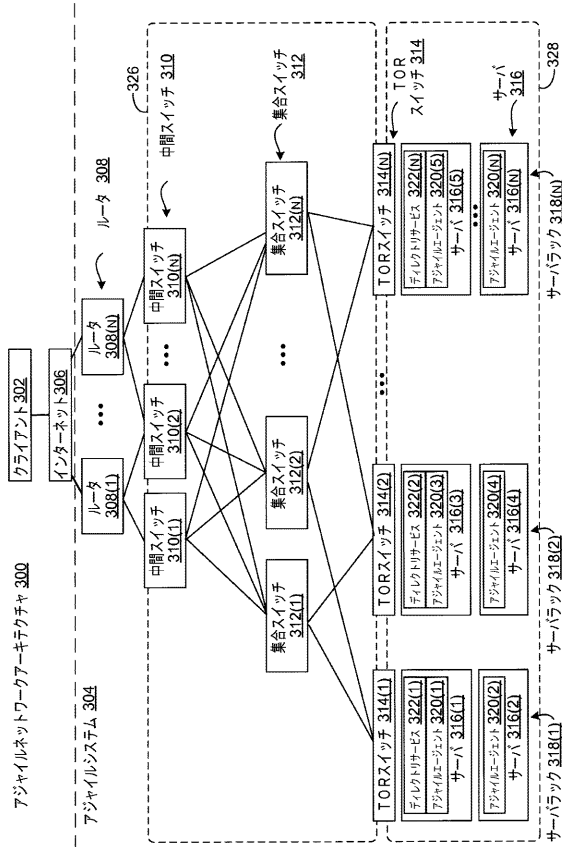 アジャイルネットワークアーキテクチャ 300
クライアント 302
インターネット 306
アジャイルシステム 304
ルータ 308(1)
•••
ルータ 308(N)
ルータ 308
326
中間スイッチ 310(1)
中間スイッチ 310(2)
•••
中間スイッチ 310(N)
中間スイッチ 310
集合スイッチ 312(1)
集合スイッチ 312(2)
•••
集合スイッチ 312(N)
集合スイッチ 312
TORスイッチ 314(1)
TORスイッチ 314(2)
•••
TORスイッチ 314(N)
TOR
スイッチ 314
ディレクトリサービス 322(1)
アジャイルエージェント 320(1)
サーバ 316(1)
アジャイルエージェント 320(2)
サーバ 316(2)
サーバラック 318(1)
ディレクトリサービス 322(2)
アジャイルエージェント 320(3)
サーバ 316(3)
アジャイルエージェント 320(4)
サーバ 316(4)
サーバラック 318(2)
ディレクトリサービス 322(N)
アジャイルエージェント 320(5)
サーバ 316(5)
•••
アジャイルエージェント 320(N)
サーバ 316(N)
サーバラック 318(N)
サーバ
316
328